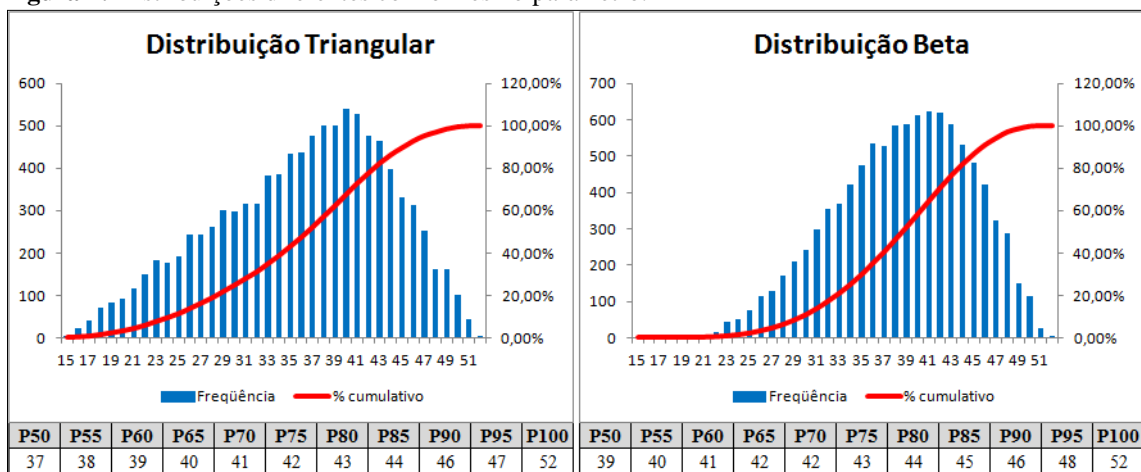 Distribuição Triangular
600
500
400
300
200
100
0
120,00%
100,00%
80,00%
60,00%
40,00%
20,00%
0,00%
15 17 19 21 23 25 27 29 31 33 35 37 39 41 43 45 47 49 51
Freqüência % cumulativo
P50 P55 P60 P65 P70 P75 P80 P85 P90 P95 P100
37 38 39 40 41 42 43 44 46 47 52
Distribuição Beta
700
600
500
400
300
200
100
0
120,00%
100,00%
80,00%
60,00%
40,00%
20,00%
0,00%
15 17 19 21 23 25 27 29 31 33 35 37 39 41 43 45 47 49 51
Freqüência % cumulativo
P50 P55 P60 P65 P70 P75 P80 P85 P90 P95 P100
39 40 41 42 42 43 44 45 46 48 52